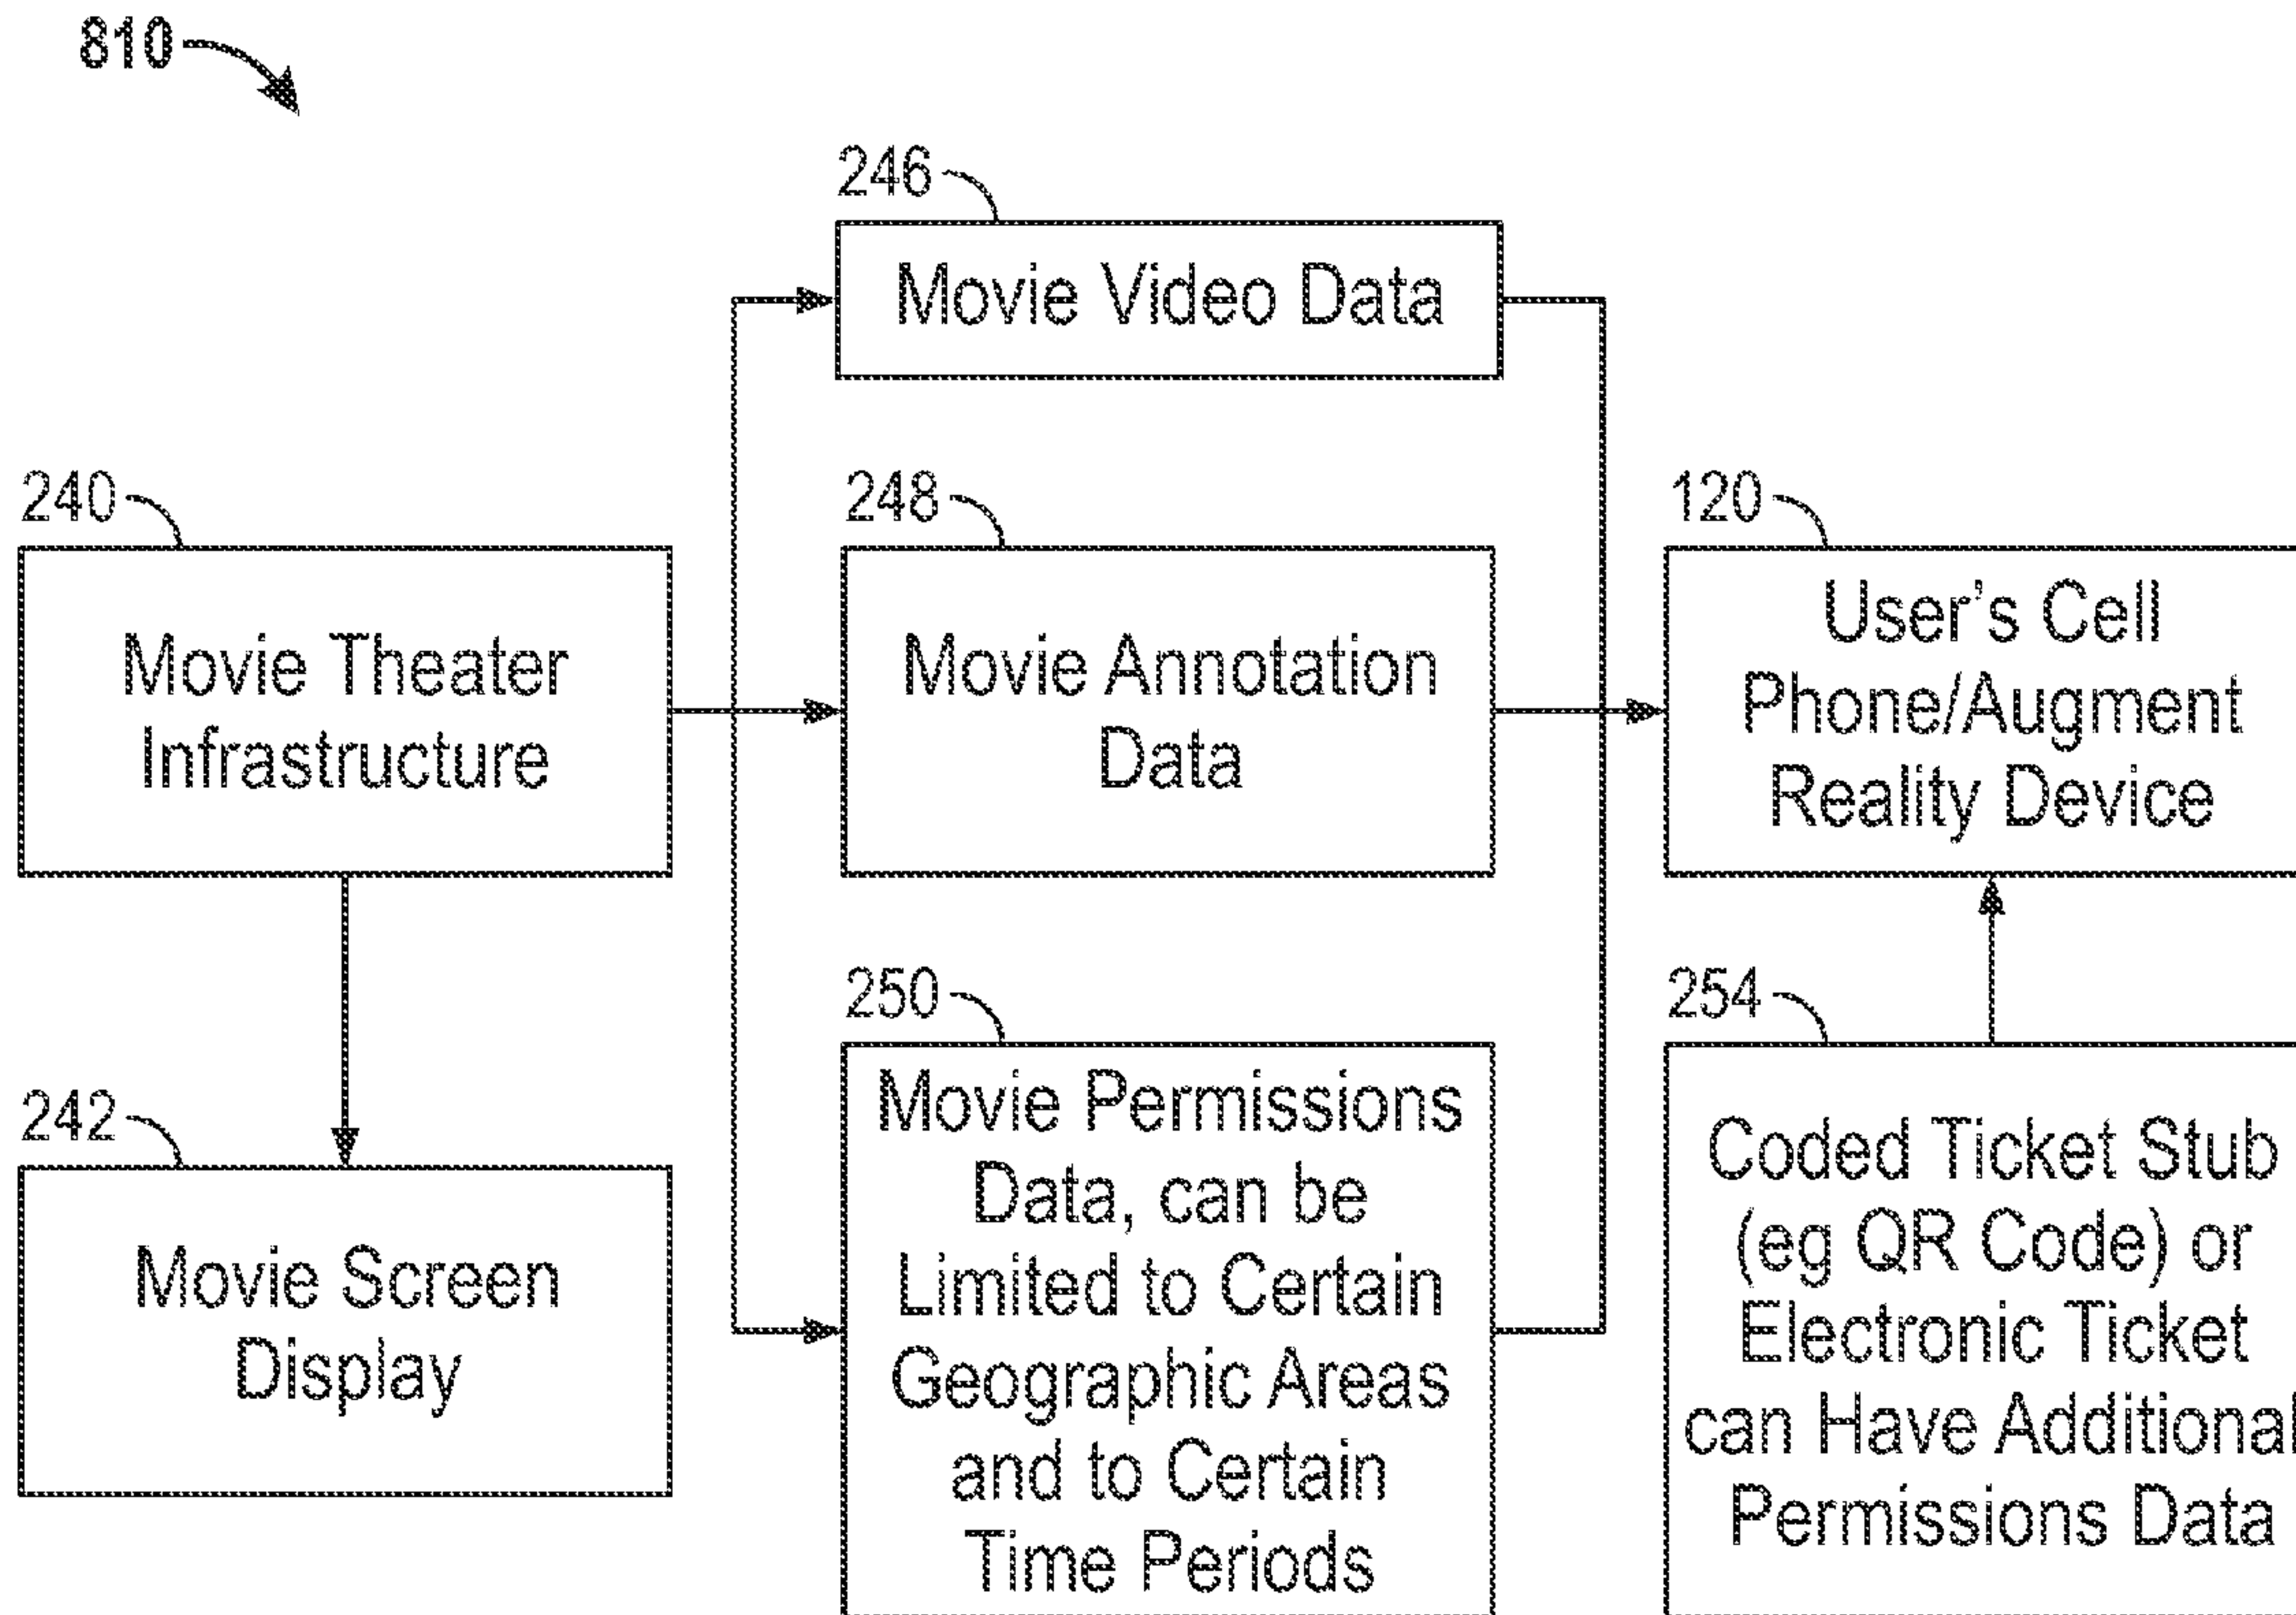 810
246
Movie Video Data
240
Movie Theater
Infrastructure
248
Movie Annotation
Data
120
User's Cell
Phone/Augment
Reality Device
242
Movie Screen
Display
250
Movie Permissions
Data, can be
Limited to Certain
Geographic Areas
and to Certain
Time Periods
254
Coded Ticket Stub
(eg QR Code) or
Electronic Ticket
can Have Additional
Permissions Data